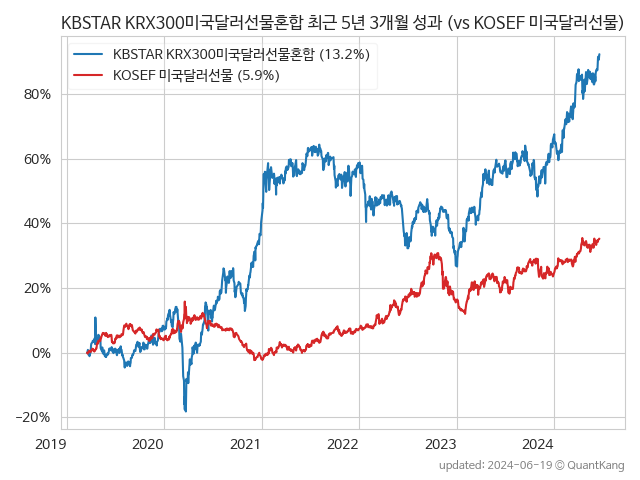 KBSTAR KRX300미국달러선물혼합 최근 5년 3개월 성과 (vs KOSEF 미국달러선물)
KBSTAR KRX300미국달러선물혼합 (13.2%)
KOSEF 미국달러선물 (5.9%)
80%
60%
40%
20%
0%
−20%
2019 2020 2021 2022 2023 2024
updated: 2024-06-19 © QuantKang